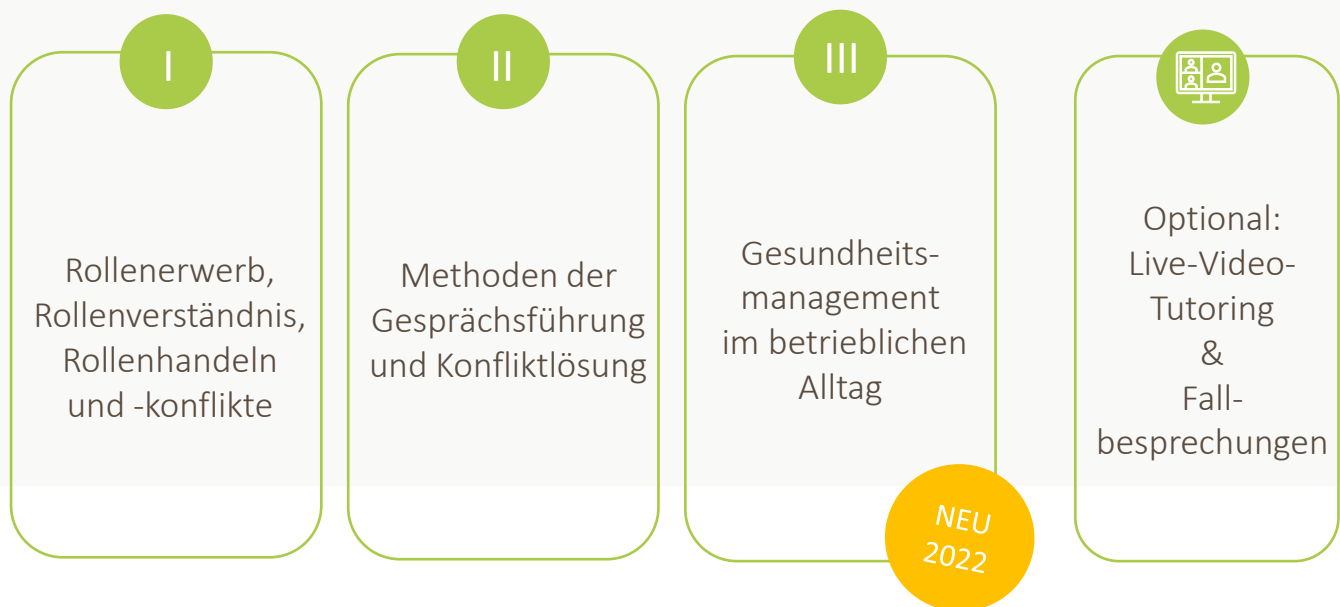 I
Rollenerwerb,
Rollenverständnis,
Rollenhandeln
und -konflikte
II
Methoden der
Gesprächsführung
und Konfliktlösung
III
Gesundheits-
management
im betrieblichen
Alltag
NEU
2022
Optional:
Live-Video-
Tutoring
&
Fall-
besprechungen